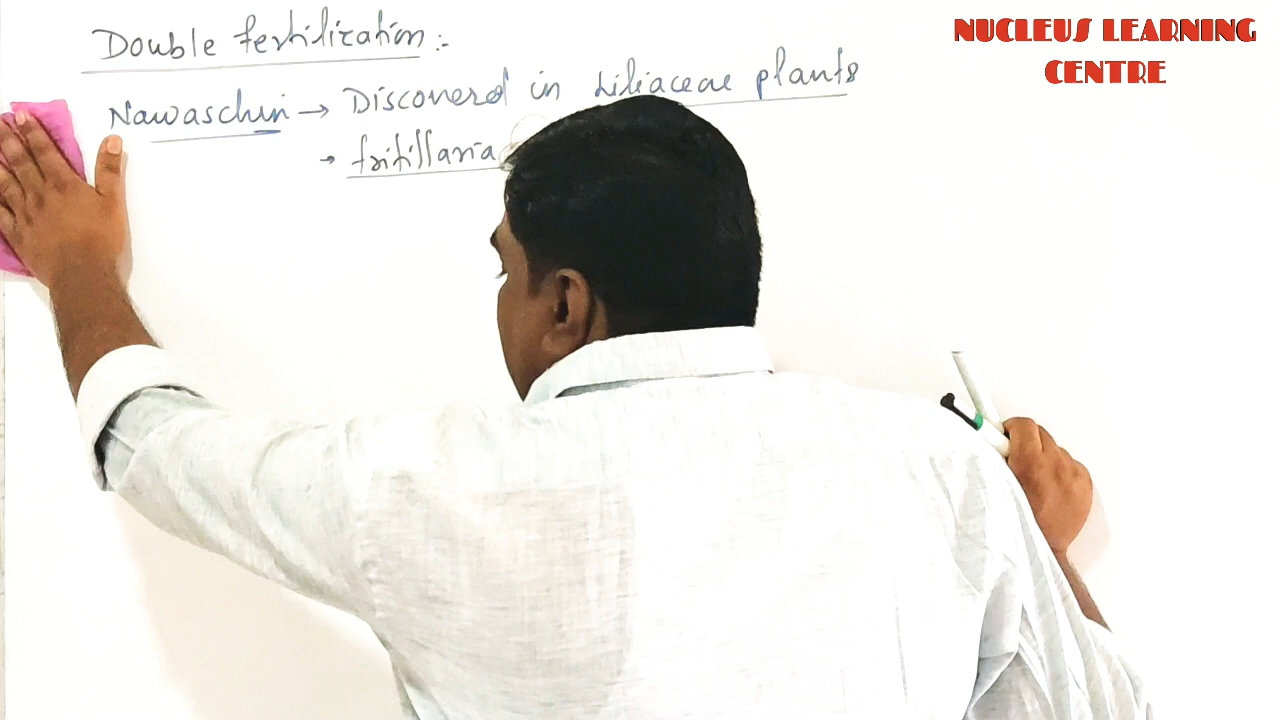 Double fertilization :-
NUCLEUS LEARNING
CENTRE
Nawaschin → Discovered in Liliaceae plants
→ fritillaria